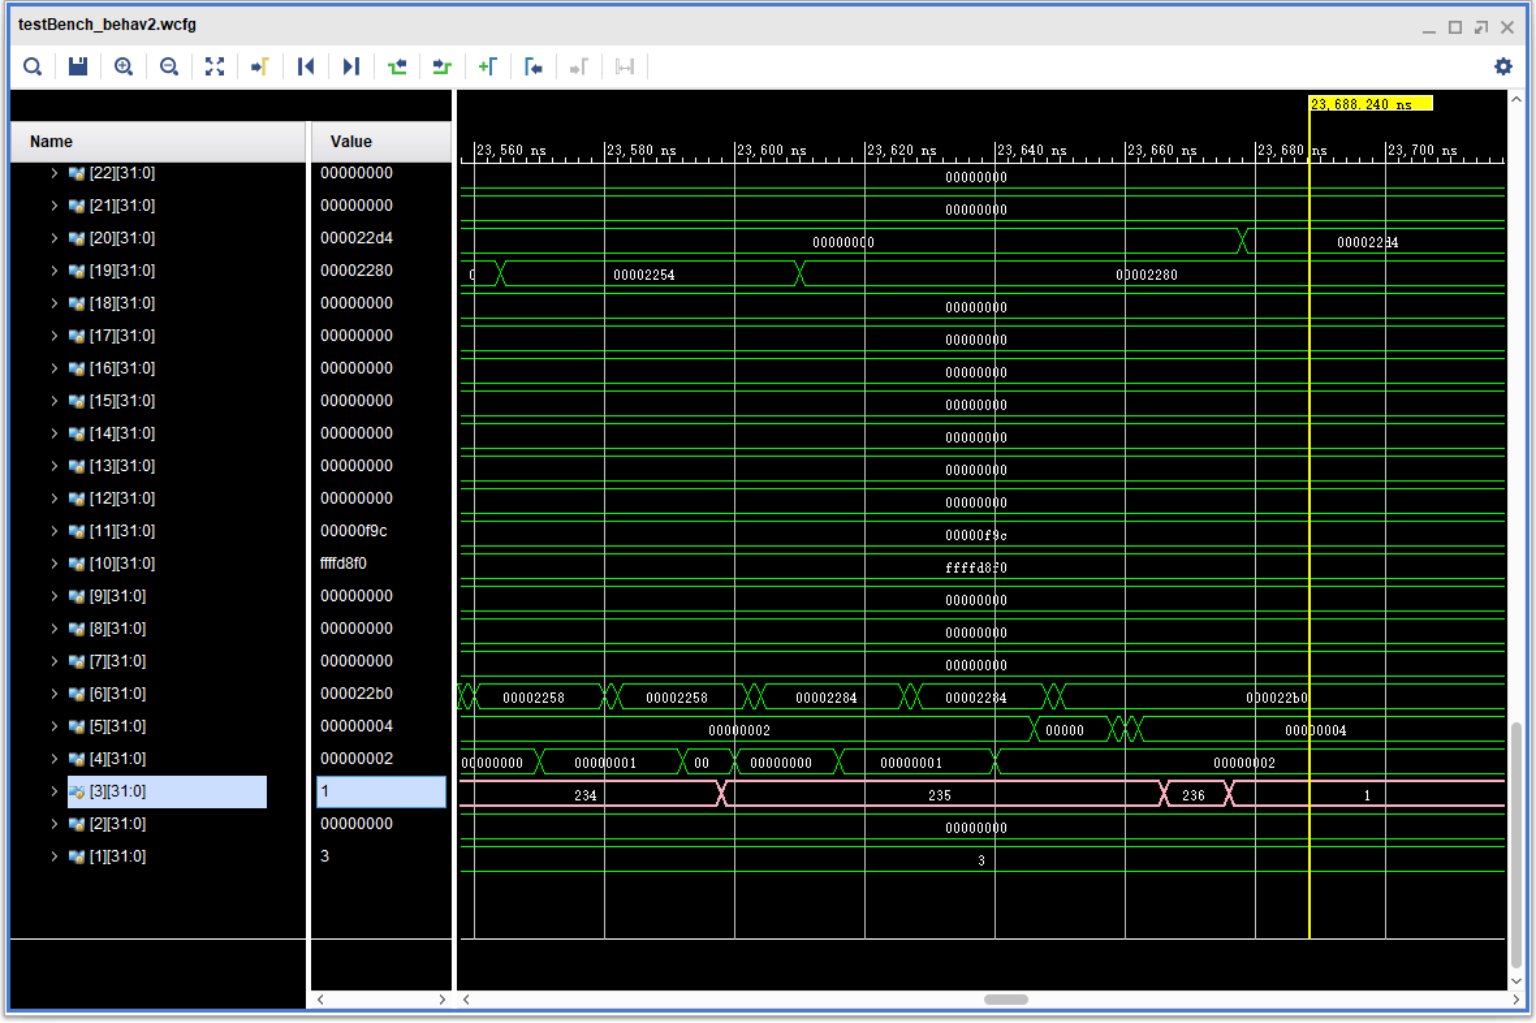 testBench_behav2.wcfg
23,688.240 ns
Name Value
23,560 ns 23,580 ns 23,600 ns 23,620 ns 23,640 ns 23,660 ns 23,680 ns 23,700 ns
[22][31:0] 00000000 00000000
[21][31:0] 00000000 00000000
[20][31:0] 000022d4 00000000 000022d4
[19][31:0] 00002280 0 00002254 00002280
[18][31:0] 00000000 00000000
[17][31:0] 00000000 00000000
[16][31:0] 00000000 00000000
[15][31:0] 00000000 00000000
[14][31:0] 00000000 00000000
[13][31:0] 00000000 00000000
[12][31:0] 00000000 00000000
[11][31:0] 00000f9c 00000f9c
[10][31:0] ffffd8f0 ffffd8f0
[9][31:0] 00000000 00000000
[8][31:0] 00000000 00000000
[7][31:0] 00000000 00000000
[6][31:0] 000022b0 00002258 00002258 00002284 00002284 000022b0
[5][31:0] 00000004 00000002 00000 00000004
[4][31:0] 00000002 00000000 00000001 00 00000000 00000001 00000002
[3][31:0] 1 234 235 236 1
[2][31:0] 00000000 00000000
[1][31:0] 3 3